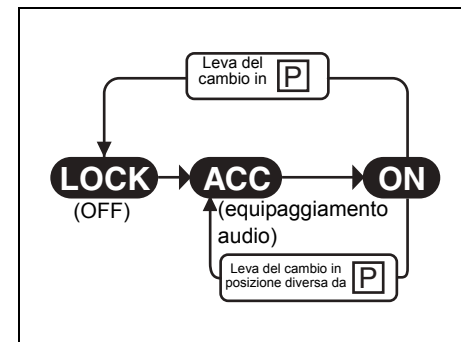 Leva del
cambio in P
LOCK ACC ON
(OFF) (equipaggiamento
audio)
Leva del cambio in
posizione diversa da P